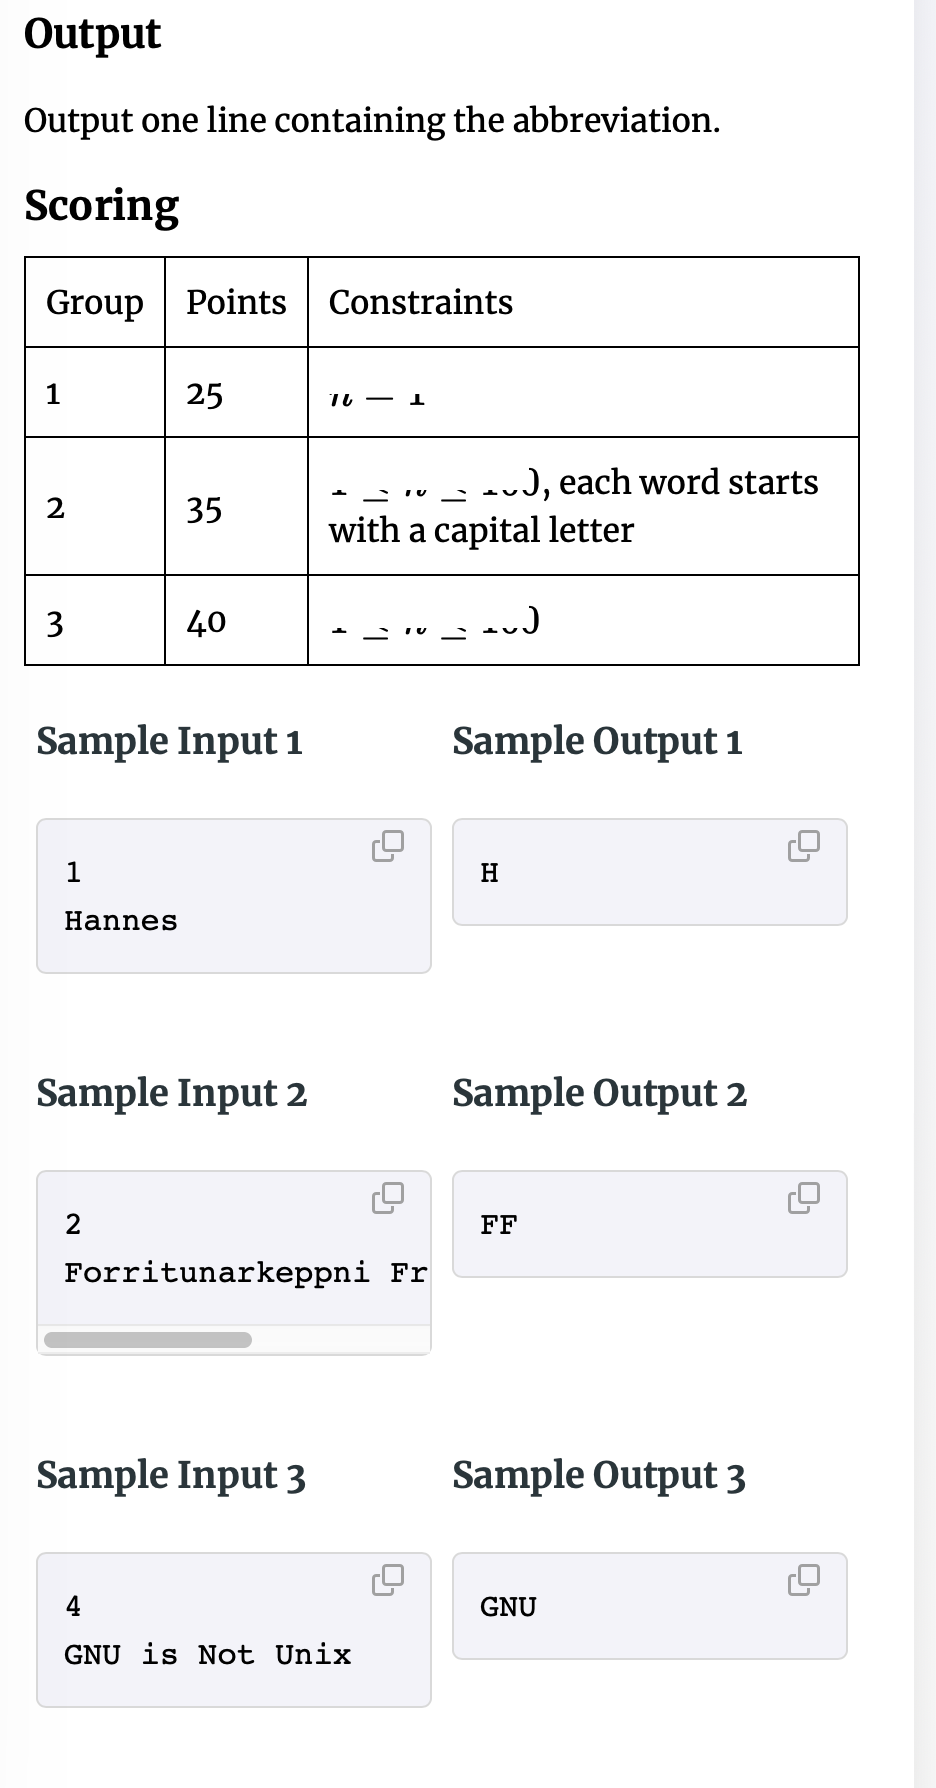 Output
Output one line containing the abbreviation.
Scoring
Group Points Constraints
1 25
2 35 , each word starts
with a capital letter
3 40
Sample Input 1 Sample Output 1
1
Hannes
H
Sample Input 2 Sample Output 2
2
Forritunarkeppni Fr
FF
Sample Input 3 Sample Output 3
4
GNU is Not Unix
GNU